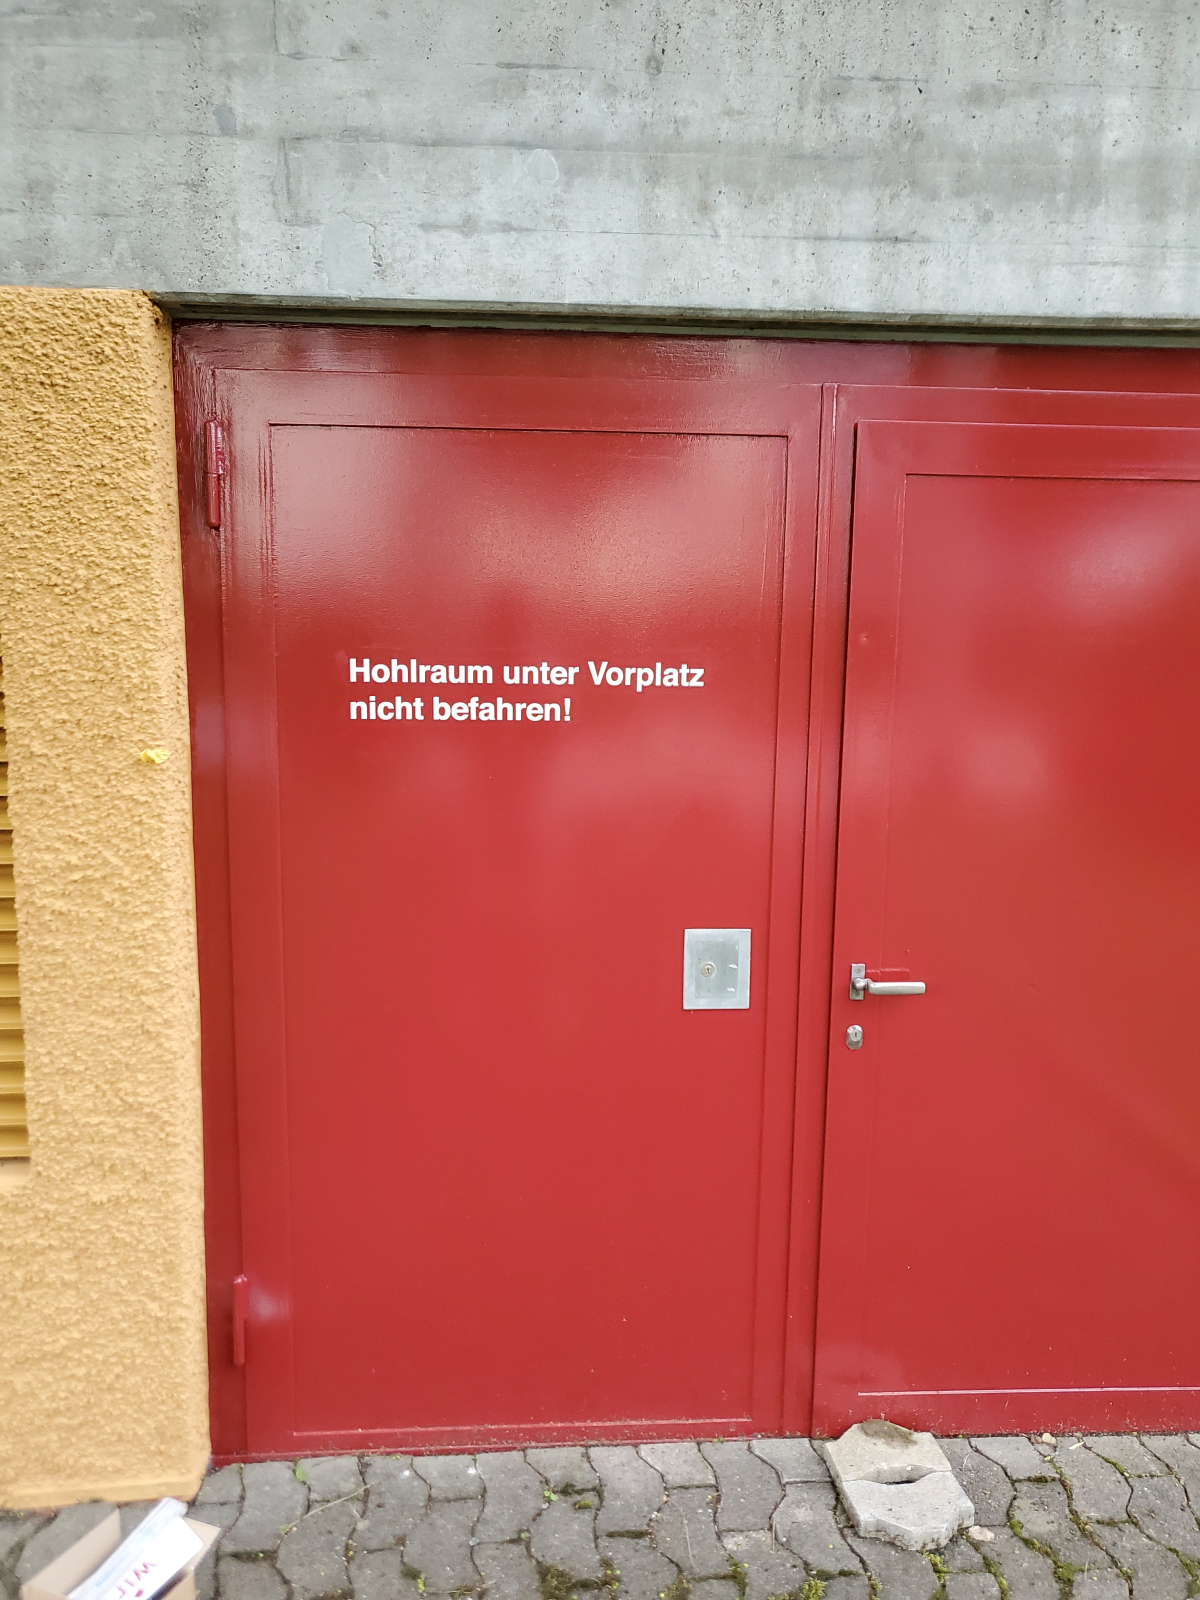 Hohlraum unter Vorplatz
nicht befahren!